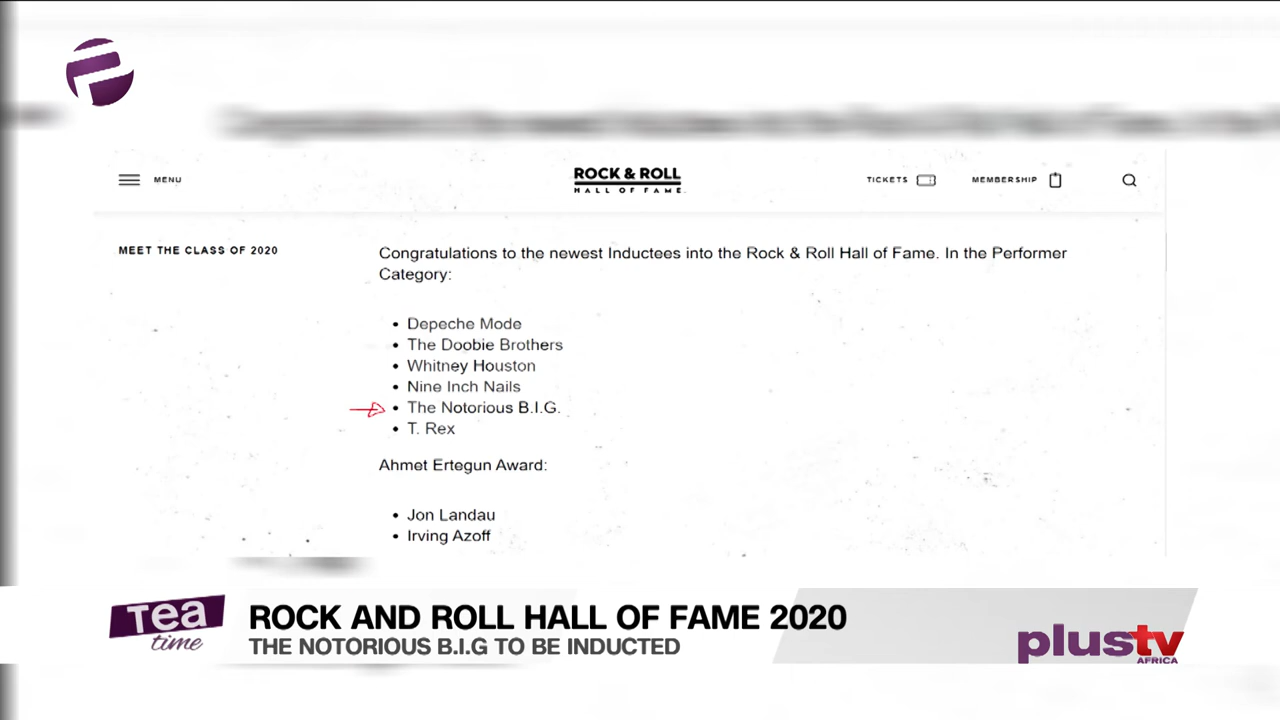 MENU
ROCK & ROLL
HALL OF FAME
TICKETS
MEMBERSHIP
MEET THE CLASS OF 2020
Congratulations to the newest Inductees into the Rock & Roll Hall of Fame. In the Performer
Category:
• Depeche Mode
• The Doobie Brothers
• Whitney Houston
• Nine Inch Nails
• The Notorious B.I.G.
• T. Rex
Ahmet Ertegun Award:
• Jon Landau
• Irving Azoff
Tea
time
ROCK AND ROLL HALL OF FAME 2020
THE NOTORIOUS B.I.G TO BE INDUCTED
plustv
AFRICA